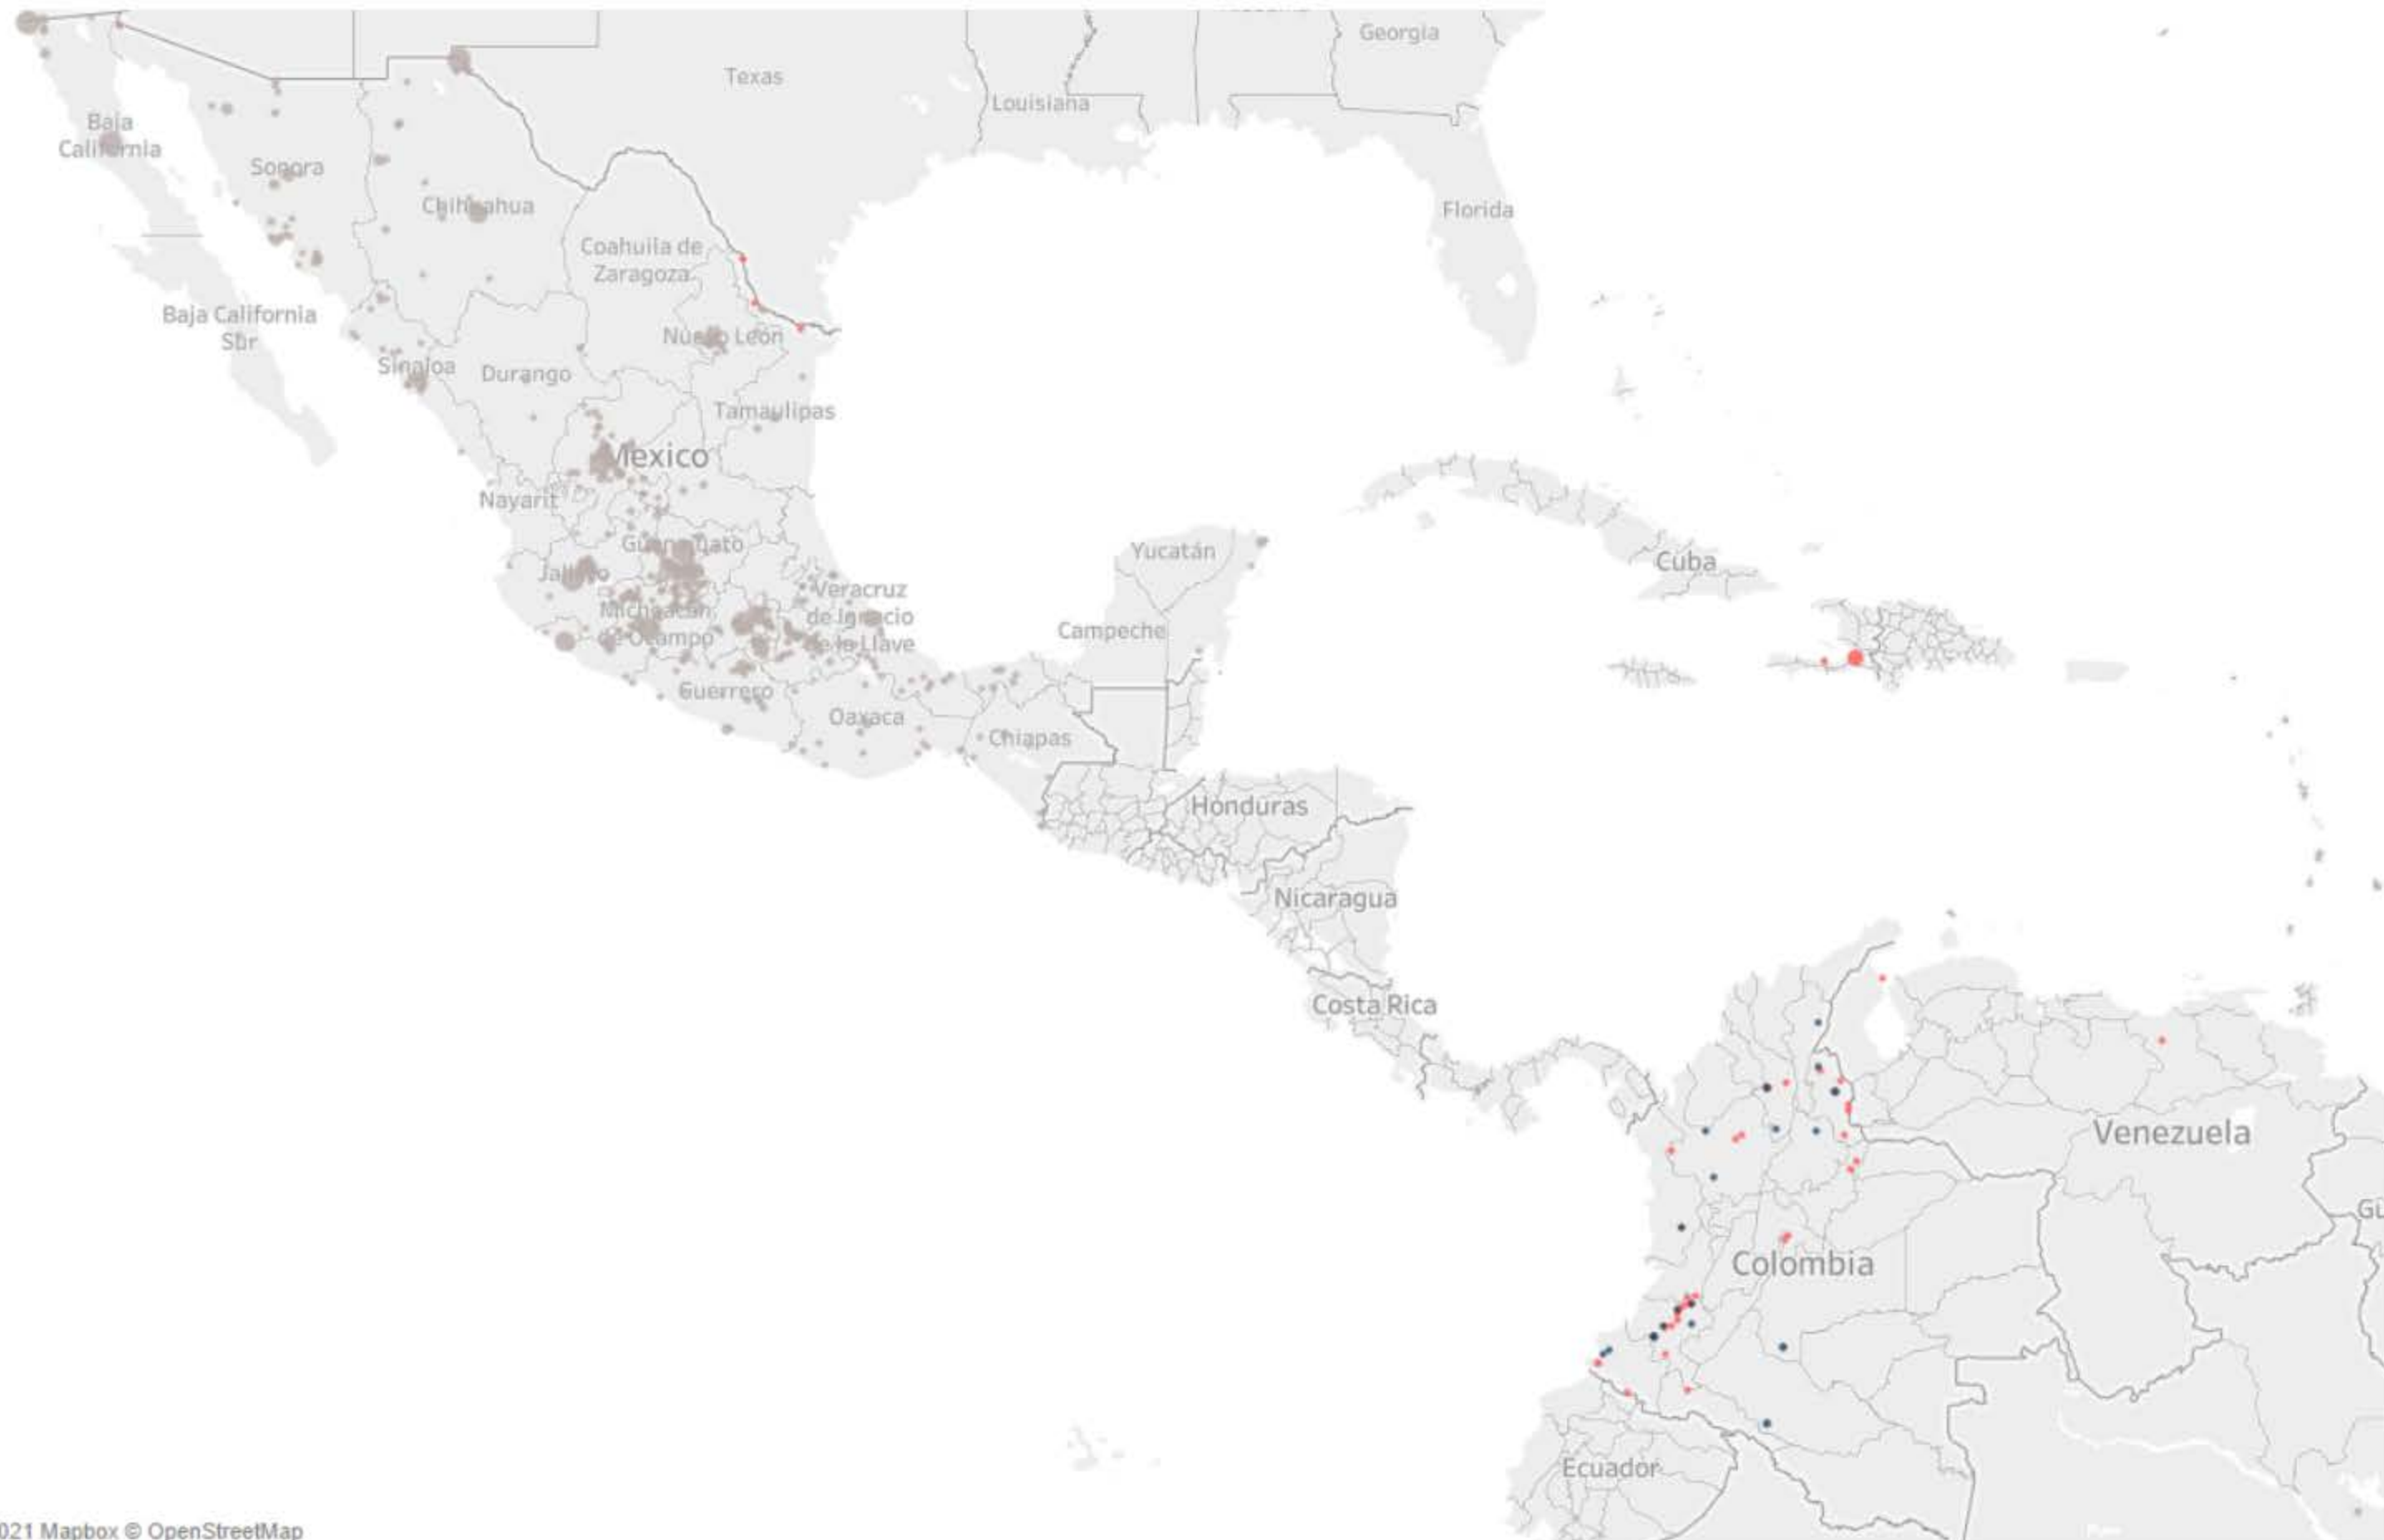 Georgia
Texas
Louisiana
Baja
California
Sonora
Chihuahua
Florida
Coahuila de
Zaragoza
Baja California
Sur
Nuevo León
Sinaloa
Durango
Tamaulipas
Mexico
Nayarit
Guanajuato
Yucatán
Cuba
Jalisco
Veracruz
de Ignacio
de la Llave
Michoacán
de Ocampo
Campeche
Guerrero
Oaxaca
Chiapas
Honduras
Nicaragua
Costa Rica
Venezuela
Gu
Colombia
Ecuador
021 Mapbox © OpenStreetMap